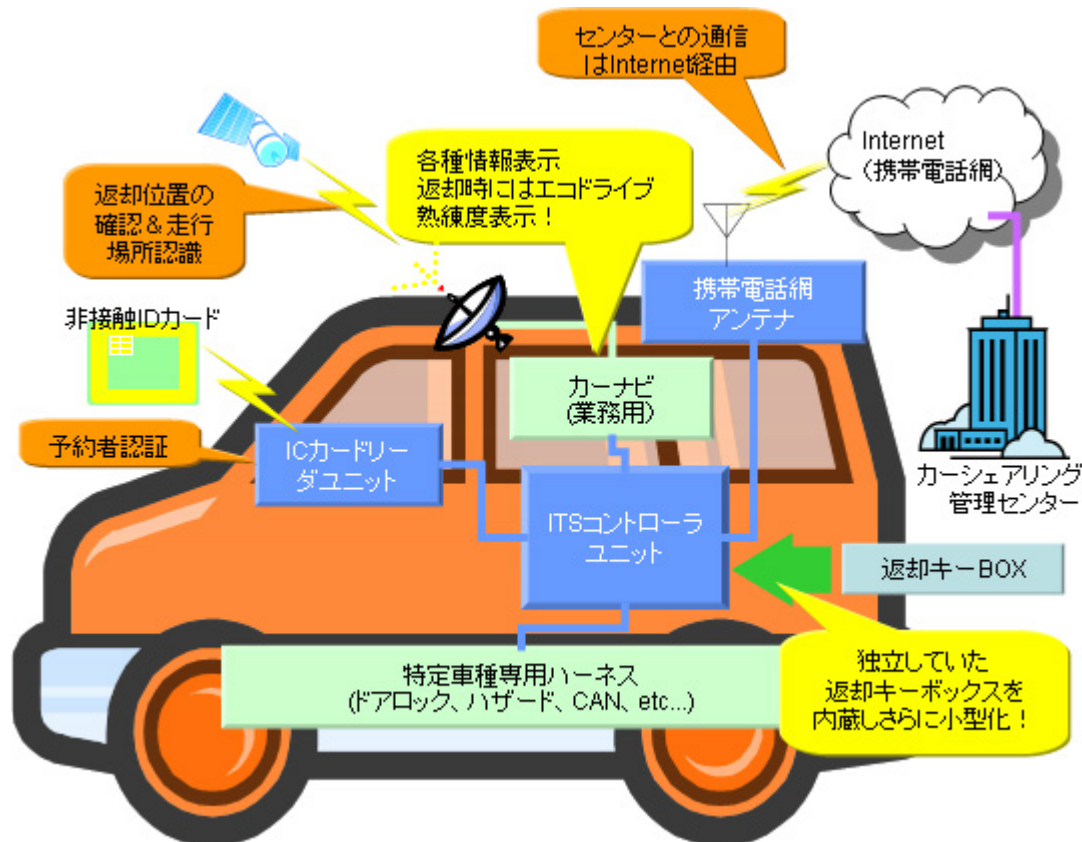 センターとの通信
はInternet経由
Internet
(携帯電話網)
各種情報表示
返却時にはエコドライブ
熟練度表示！
返却位置の
確認＆走行
場所認識
携帯電話網
アンテナ
非接触IDカード
カーナビ
(業務用)
予約者認証
ICカードリー
ダユニット
カーシェアリング
管理センター
ITSコントローラ
ユニット
返却キーBOX
特定車種専用ハーネス
(ドアロック、ハザード、CAN、etc...)
独立していた
返却キーボックスを
内蔵しさらに小型化！